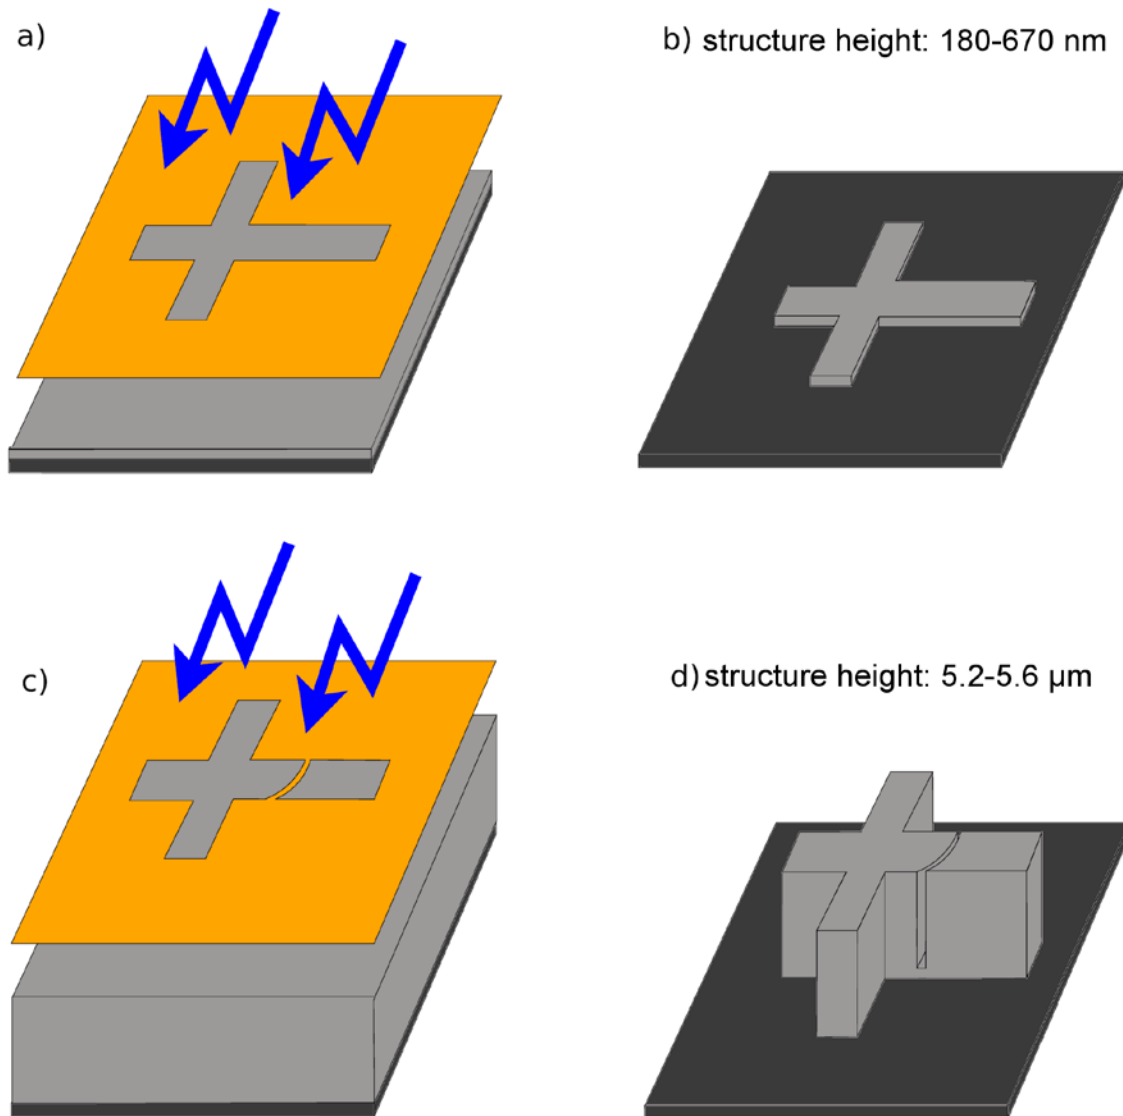 a)
b) structure height: 180-670 nm
c)
d) structure height: 5.2-5.6 µm